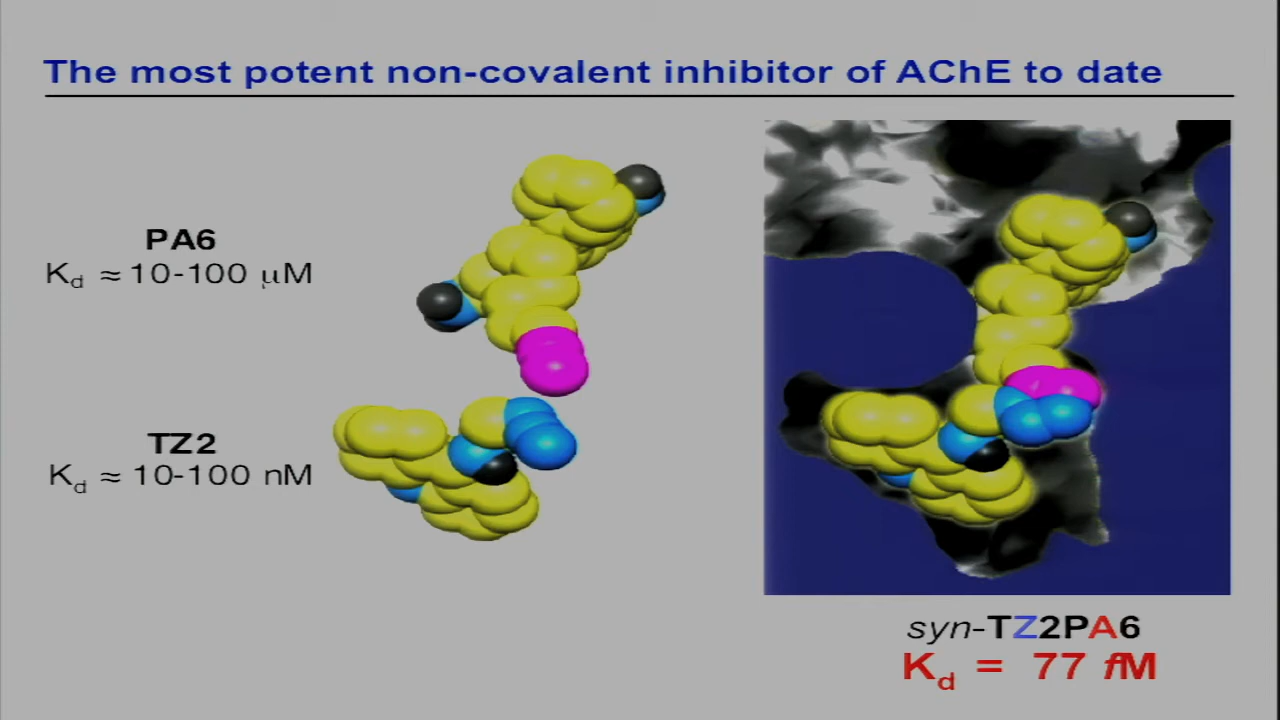 The most potent non-covalent inhibitor of AChE to date
PA6
Kd ≈ 10-100 μM
TZ2
Kd ≈ 10-100 nM
syn-TZ2PA6
Kd = 77 fM